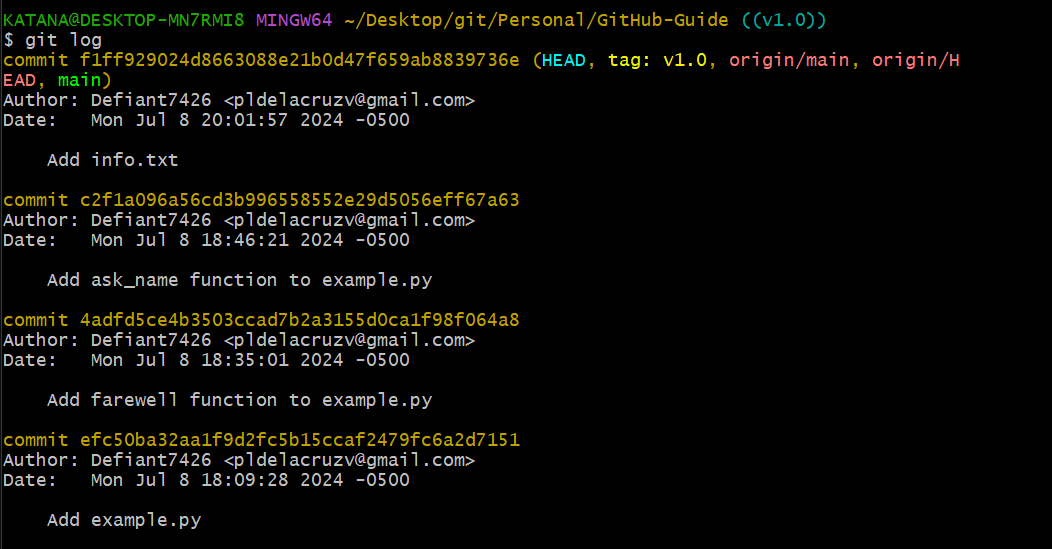 KATANA@DESKTOP-MN7RMI8 MINGW64 ~/Desktop/git/Personal/GitHub-Guide ((v1.0))
$ git log
commit f1ff929024d8663088e21b0d47f659ab8839736e (HEAD, tag: v1.0, origin/main, origin/H
EAD, main)
Author: Defiant7426 <pldelacruzv@gmail.com>
Date:   Mon Jul 8 20:01:57 2024 -0500
    Add info.txt
commit c2f1a096a56cd3b996558552e29d5056eff67a63
Author: Defiant7426 <pldelacruzv@gmail.com>
Date:   Mon Jul 8 18:46:21 2024 -0500
    Add ask_name function to example.py
commit 4adfd5ce4b3503ccad7b2a3155d0ca1f98f064a8
Author: Defiant7426 <pldelacruzv@gmail.com>
Date:   Mon Jul 8 18:35:01 2024 -0500
    Add farewell function to example.py
commit efc50ba32aa1f9d2fc5b15ccaf2479fc6a2d7151
Author: Defiant7426 <pldelacruzv@gmail.com>
Date:   Mon Jul 8 18:09:28 2024 -0500
    Add example.py